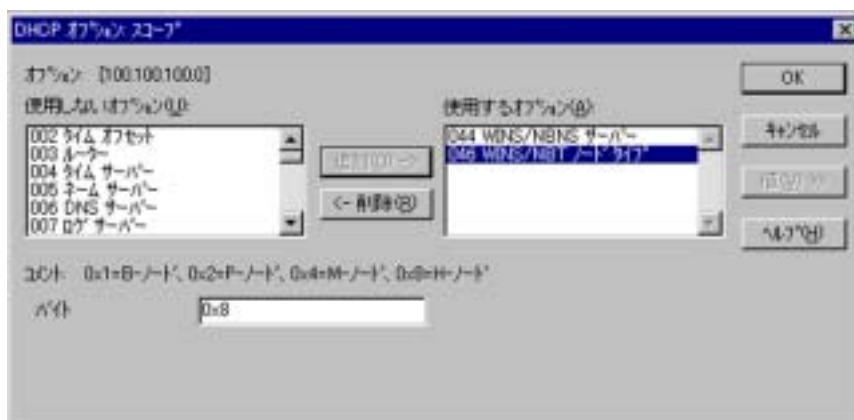 DHCP オプション: スコープ
オプション: [100.100.100.0]
使用しないオプション(U):
使用するオプション(A):
002 タイム オフセット
003 ルーター
004 タイム サーバー
005 ネーム サーバー
006 DNS サーバー
007 ログ サーバー
追加(D) ->
<- 削除(R)
044 WINS/NBNS サーバー
046 WINS/NBT ノード タイプ
OK
キャンセル
値(V) >>
ヘルプ(H)
コメント: 0x1=B-ノード、0x2=P-ノード、0x4=M-ノード、0x8=H-ノード
バイト
0x8